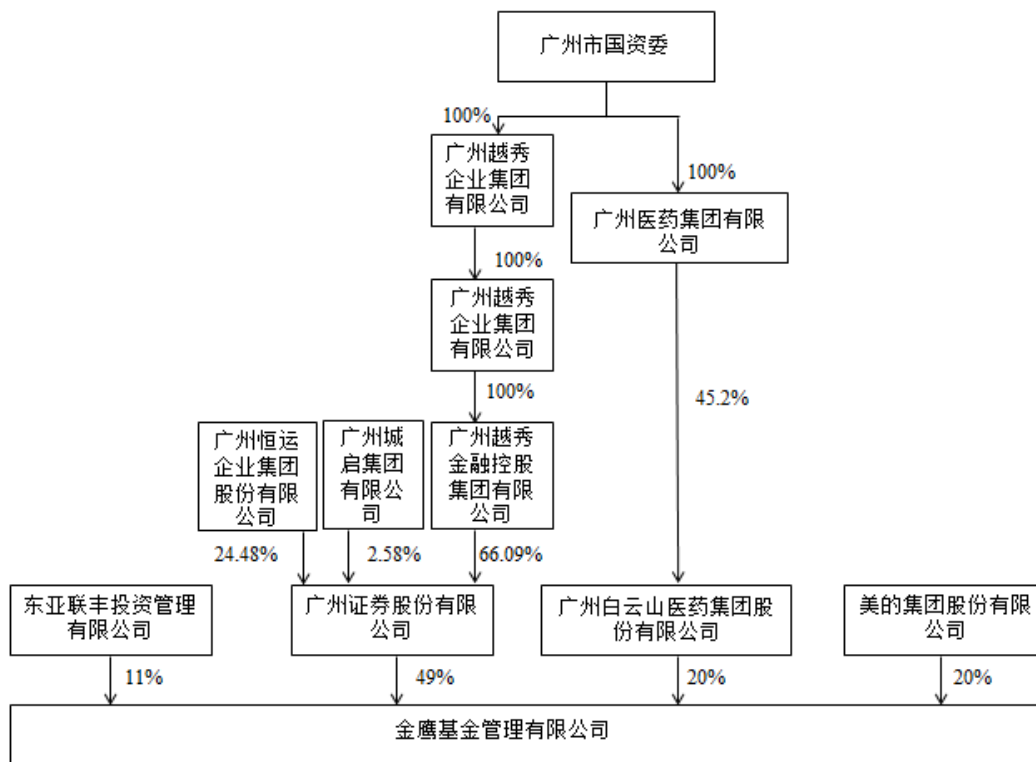 广州市国资委
100%
广州越秀
企业集团
有限公司
100%
广州医药集团有限
公司
100%
广州越秀
企业集团
有限公司
100%
45.2%
广州恒运
企业集团
股份有限
公司
广州城
启集团
有限公
司
广州越秀
金融控股
集团有限
公司
24.48%
2.58%
66.09%
东亚联丰投资管理
有限公司
广州证券股份有限
公司
广州白云山医药集团股
份有限公司
美的集团股份有限
公司
11%
49%
20%
20%
金鹰基金管理有限公司